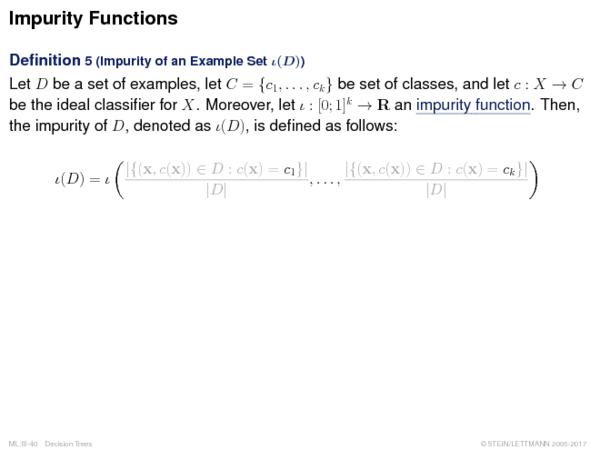 Impurity Functions
Definition 5 (Impurity of an Example Set ι(D))
Let D be a set of examples, let C = {c₁, . . . , cₖ} be set of classes, and let c : X → C
be the ideal classifier for X. Moreover, let ι : [0; 1]ᵏ → R an impurity function. Then,
the impurity of D, denoted as ι(D), is defined as follows:
ι(D) = ι ( |{(x, c(x)) ∈ D : c(x) = c₁}| / |D| , . . . , |{(x, c(x)) ∈ D : c(x) = cₖ}| / |D| )
ML:III-40 Decision Trees © STEIN/LETTMANN 2005-2017